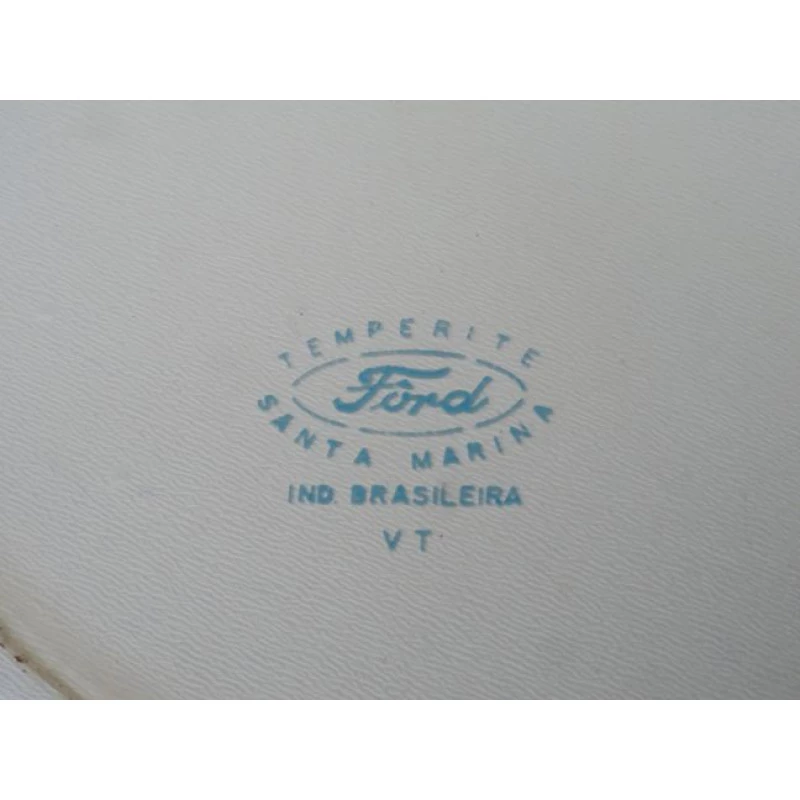 TEMPERITE
Ford
SANTA MARINA
IND. BRASILEIRA
VT